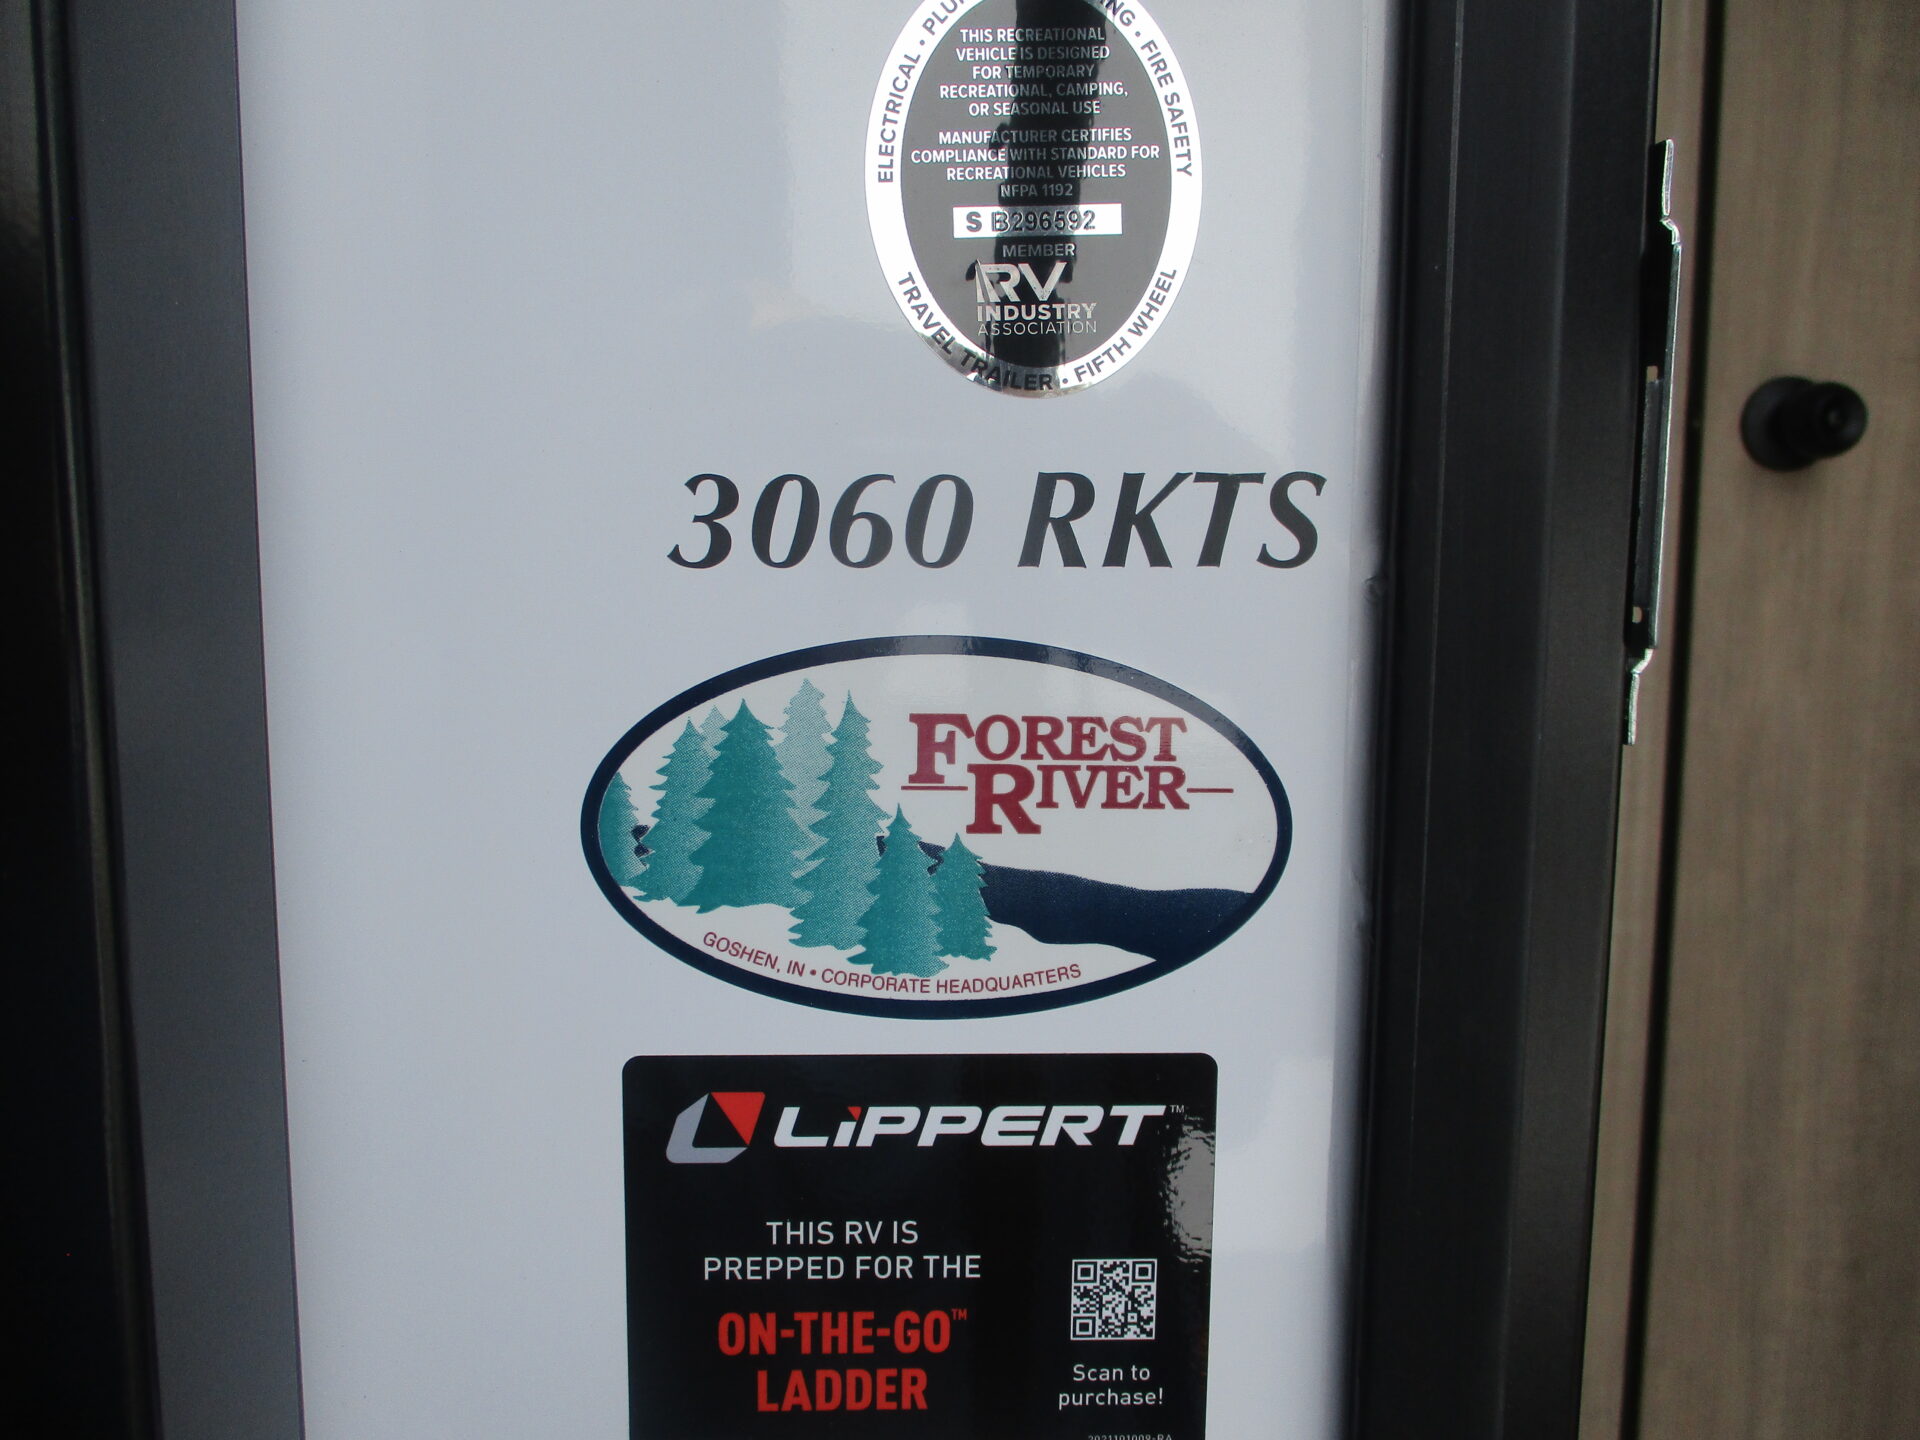 ELECTRICAL •
• FIRE SAFETY
THIS RECREATIONAL
VEHICLE IS DESIGNED
FOR TEMPORARY
RECREATIONAL, CAMPING,
OR SEASONAL USE
MANUFACTURER CERTIFIES
COMPLIANCE WITH STANDARD FOR
RECREATIONAL VEHICLES
NFPA 1192
S B296592
MEMBER
RV
INDUSTRY
ASSOCIATION
TRAVEL TRAILER • FIFTH WHEEL
3060 RKTS
FOREST
RIVER
GOSHEN, IN • CORPORATE HEADQUARTERS
LiPPERT™
THIS RV IS
PREPPED FOR THE
ON-THE-GO™
LADDER
Scan to
purchase!